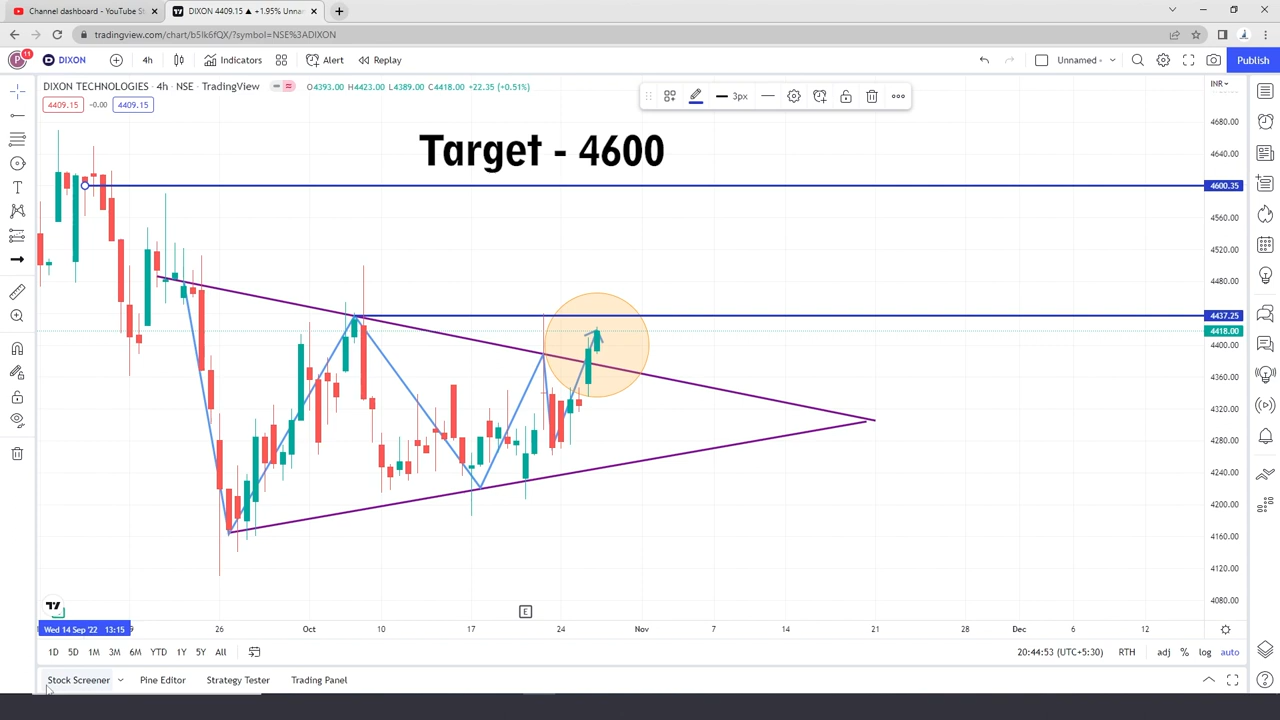 Channel dashboard - YouTube St
DIXON 4409.15 ▲ +1.95% Unnar
tradingview.com/chart/b5Ik6fQX/?symbol=NSE%3ADIXON
11
DIXON
4h
Indicators
Alert
Replay
Unnamed
Publish
DIXON TECHNOLOGIES · 4h · NSE · TradingView
O4393.00 H4423.00 L4389.00 C4418.00 +22.35 (+0.51%)
4409.15
-0.00
4409.15
3px
INR
Target - 4600
4680.00
4640.00
4600.35
4560.00
4520.00
4480.00
4437.25
4418.00
4400.00
4360.00
4320.00
4280.00
4240.00
4200.00
4160.00
4120.00
4080.00
E
Wed 14 Sep '22 13:15
9
26
Oct
10
17
24
Nov
7
14
21
28
Dec
6
12
1D
5D
1M
3M
6M
YTD
1Y
5Y
All
20:44:53 (UTC+5:30)
RTH
adj
%
log
auto
Stock Screener
Pine Editor
Strategy Tester
Trading Panel